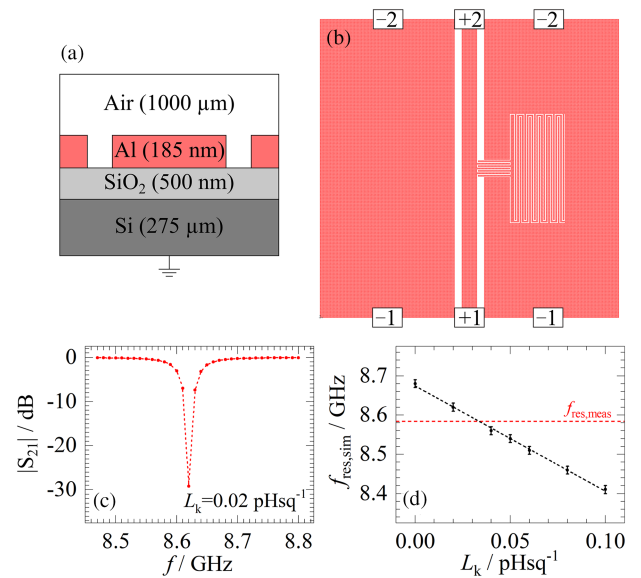 (a)
Air (1000 µm)
Al (185 nm)
SiO₂ (500 nm)
Si (275 µm)
(b)
−2 +2 −2
−1 +1 −1
0
-10
-20
-30
|S₂₁| / dB
(c)
Lₖ=0.02 pHsq⁻¹
8.5 8.6 8.7 8.8
f / GHz
8.7
8.6
8.5
8.4
f_res,sim / GHz
f_res,meas
(d)
0.00 0.05 0.10
Lₖ / pHsq⁻¹